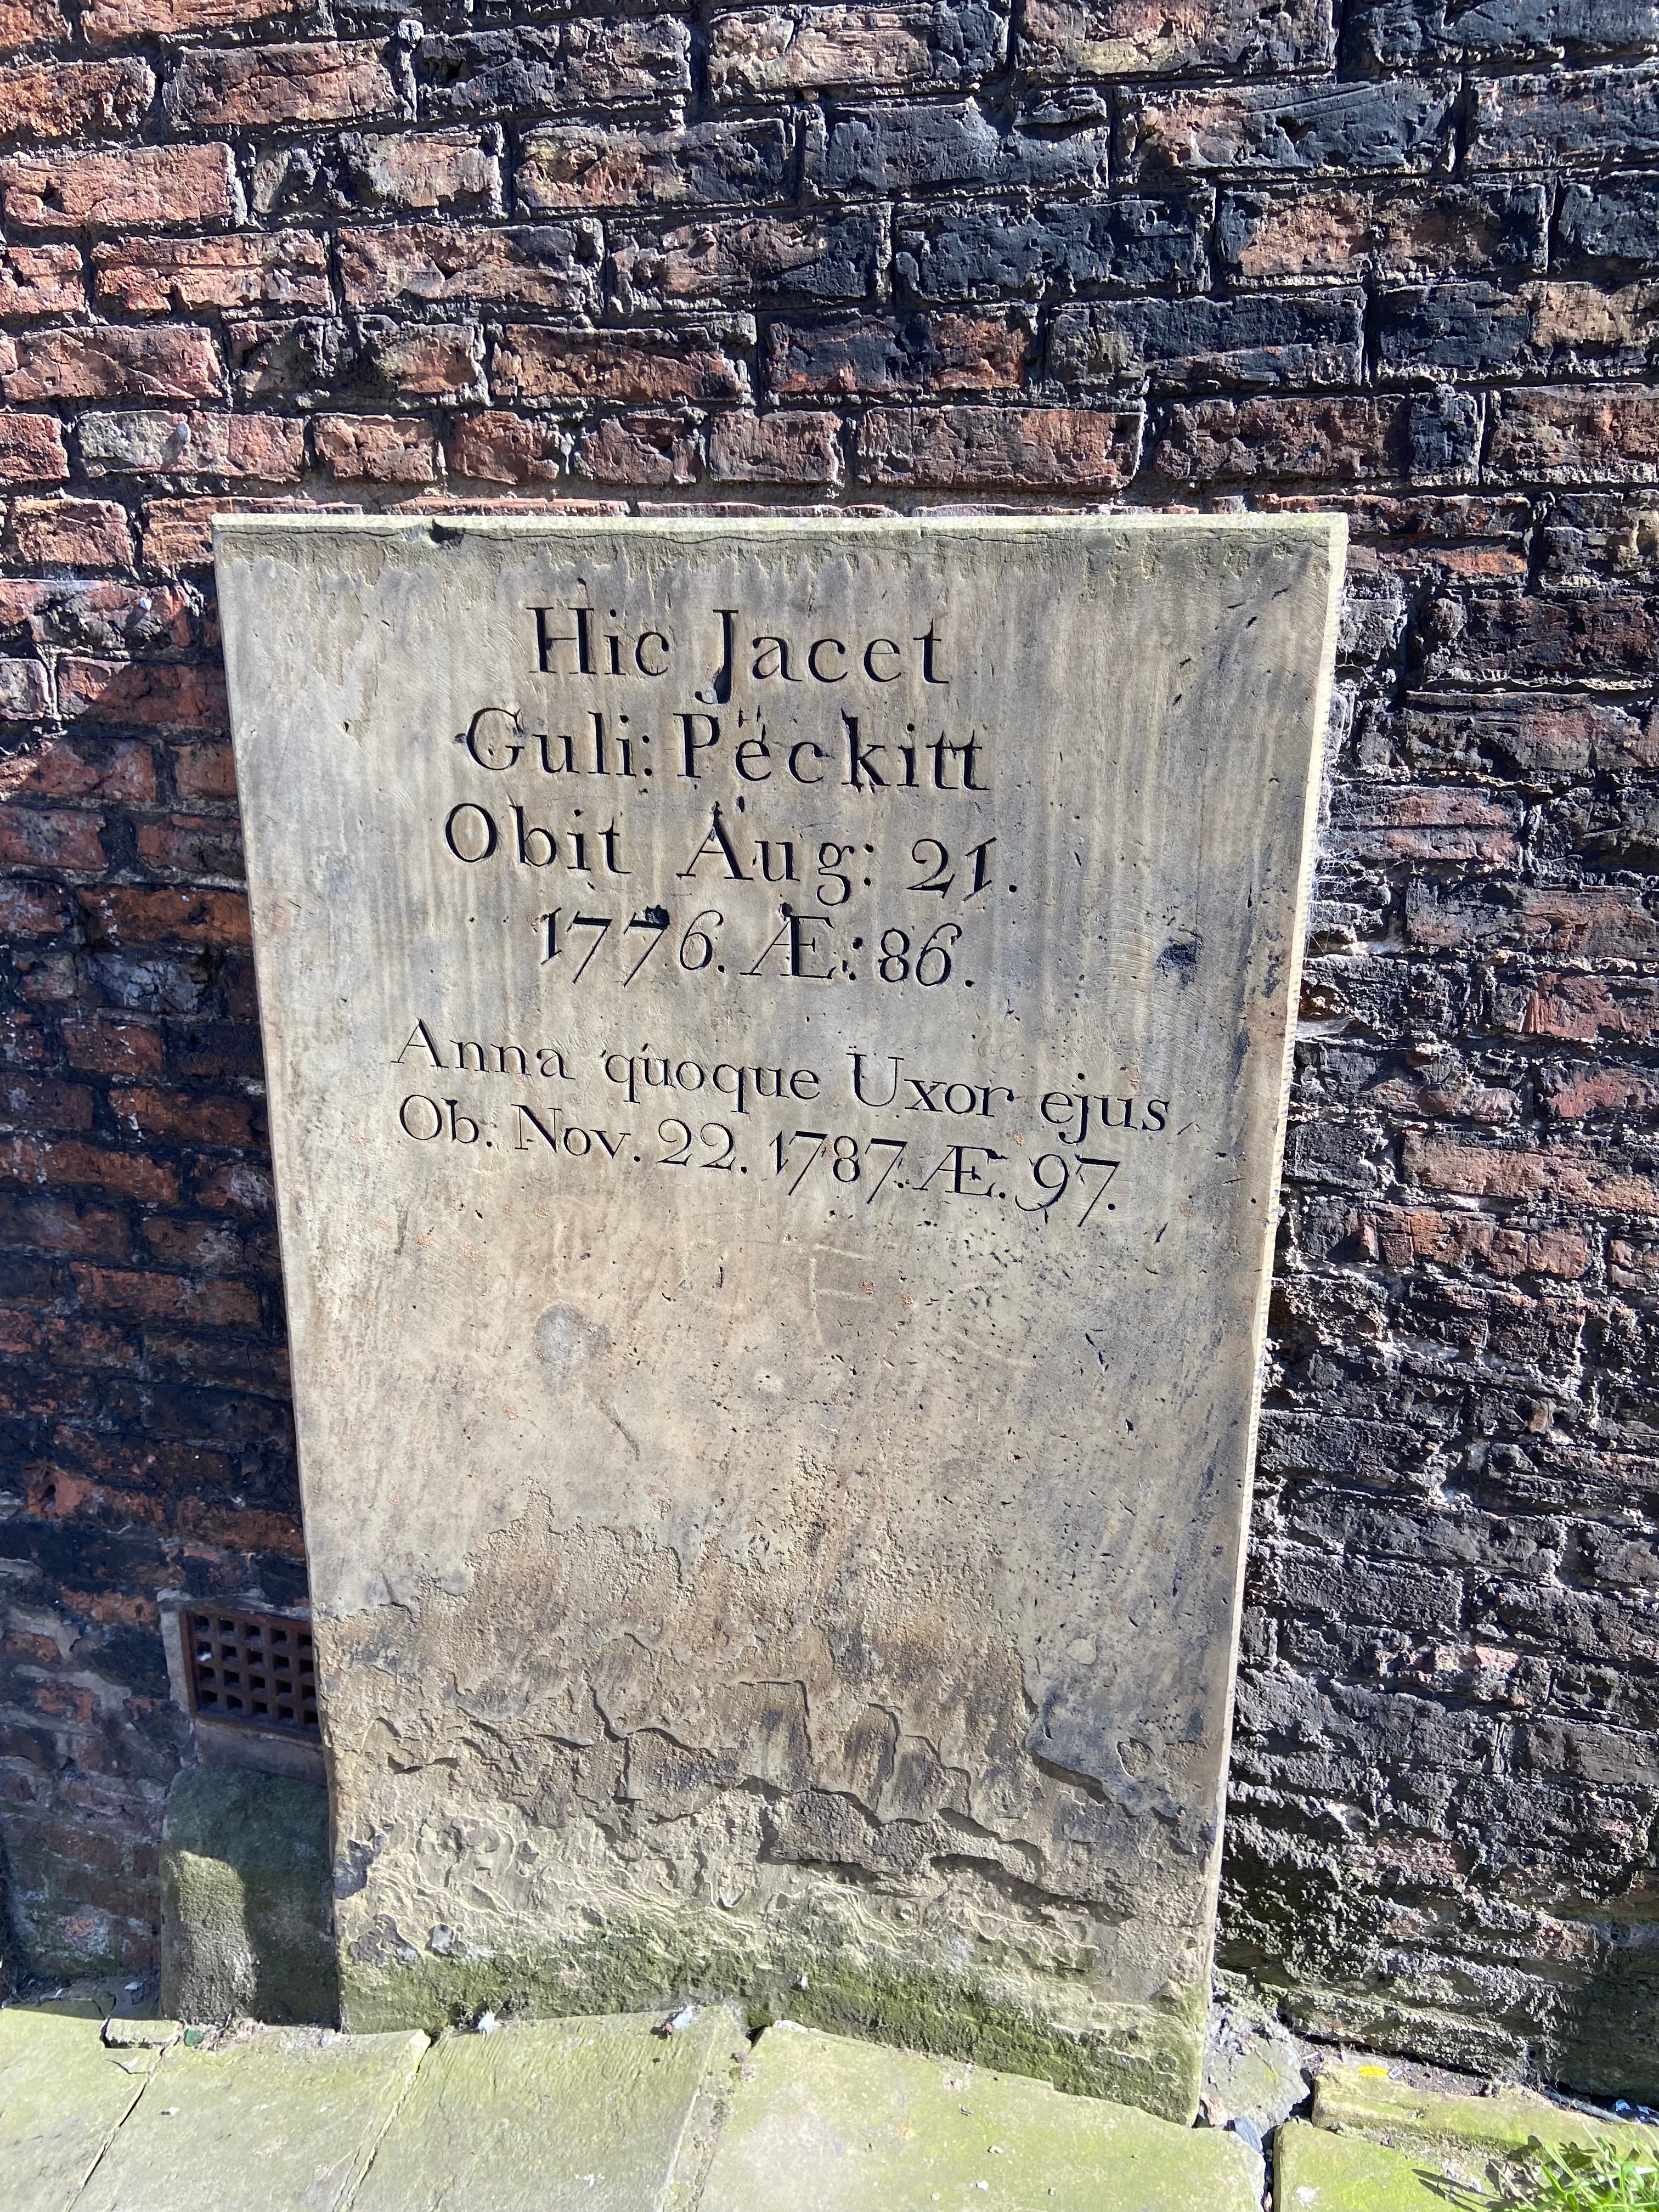 Hic Jacet
Guli: Peckitt
Obit Aug: 21.
1776. Æ: 86.
Anna quoque Uxor ejus
Ob: Nov. 22. 1787. Æ. 97.